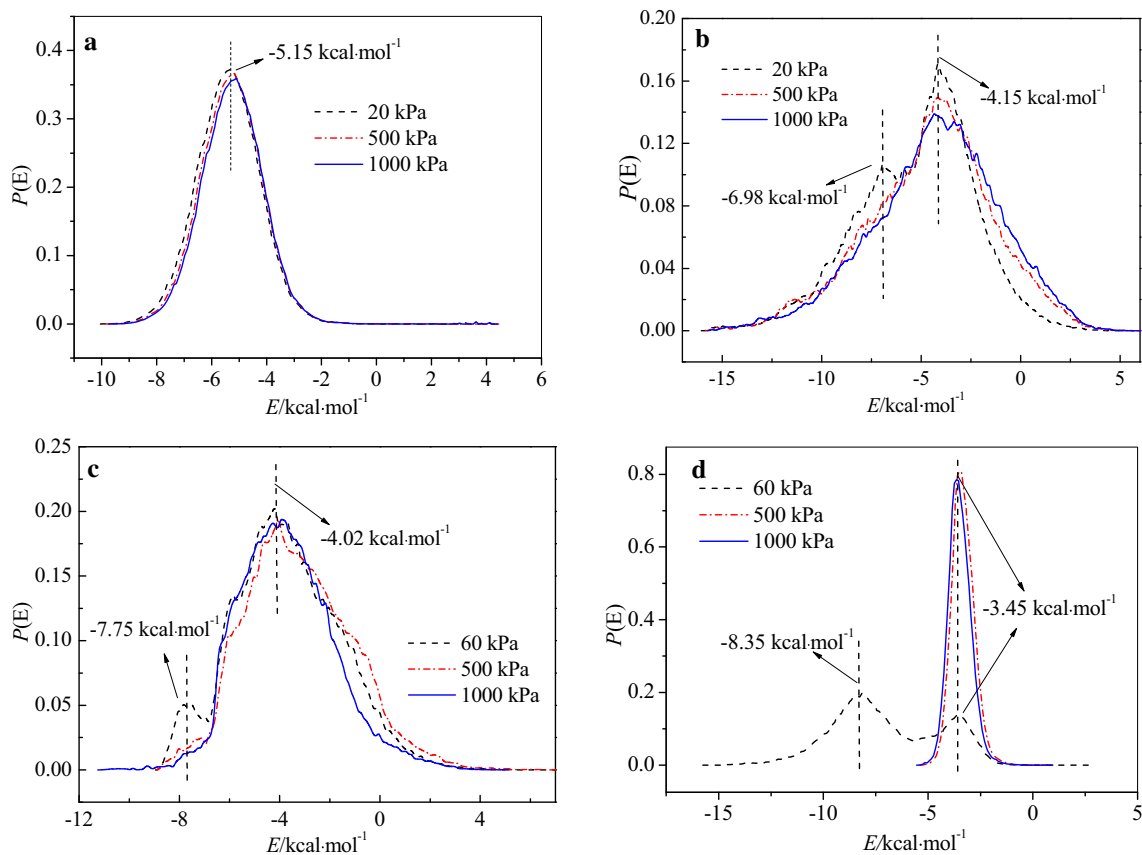 a
-5.15 kcal·mol-1
20 kPa
500 kPa
1000 kPa
P(E)
0.4
0.3
0.2
0.1
0.0
-10 -8 -6 -4 -2 0 2 4 6
E/kcal·mol-1
b
20 kPa
500 kPa
1000 kPa
-4.15 kcal·mol-1
-6.98 kcal·mol-1
P(E)
0.20
0.16
0.12
0.08
0.04
0.00
-15 -10 -5 0 5
E/kcal·mol-1
c
-4.02 kcal·mol-1
-7.75 kcal·mol-1
60 kPa
500 kPa
1000 kPa
P(E)
0.25
0.20
0.15
0.10
0.05
0.00
-12 -8 -4 0 4
E/kcal·mol-1
d
60 kPa
500 kPa
1000 kPa
-3.45 kcal·mol-1
-8.35 kcal·mol-1
P(E)
0.8
0.6
0.4
0.2
0.0
-15 -10 -5 0 5
E/kcal·mol-1